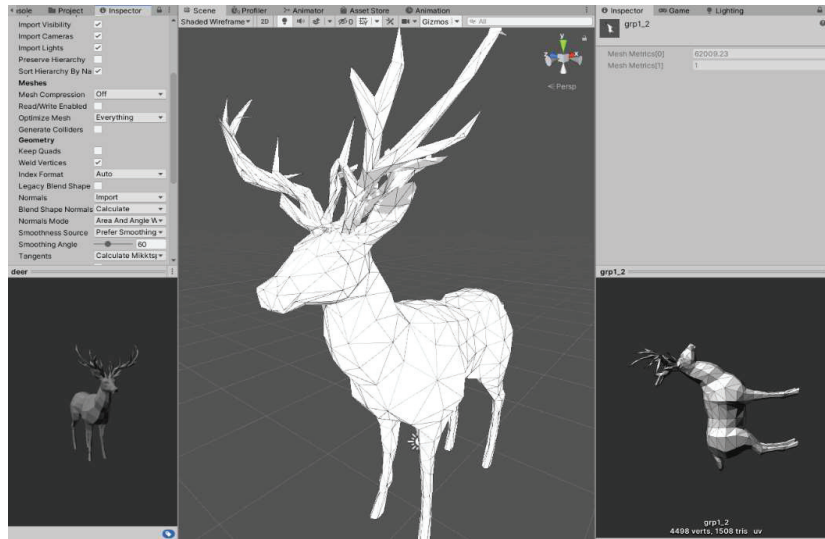 sole Project Inspector
Import Visibility
Import Cameras
Import Lights
Preserve Hierarchy
Sort Hierarchy By Na
Meshes
Mesh Compression Off
Read/Write Enabled
Optimize Mesh Everything
Generate Colliders
Geometry
Keep Quads
Weld Vertices
Index Format Auto
Legacy Blend Shape
Normals Import
Blend Shape Normals Calculate
Normals Mode Area And Angle W
Smoothness Source Prefer Smoothing
Smoothing Angle 60
Tangents Calculate Mikktsp
deer
Scene Profiler Animator Asset Store Animation
Shaded Wireframe 2D 0 Gizmos All
y
z x
< Persp
Inspector Game Lighting
grp1_2
Mesh Metrics[0] 62009.23
Mesh Metrics[1] 1
grp1_2
grp1_2
4498 verts, 1508 tris uv